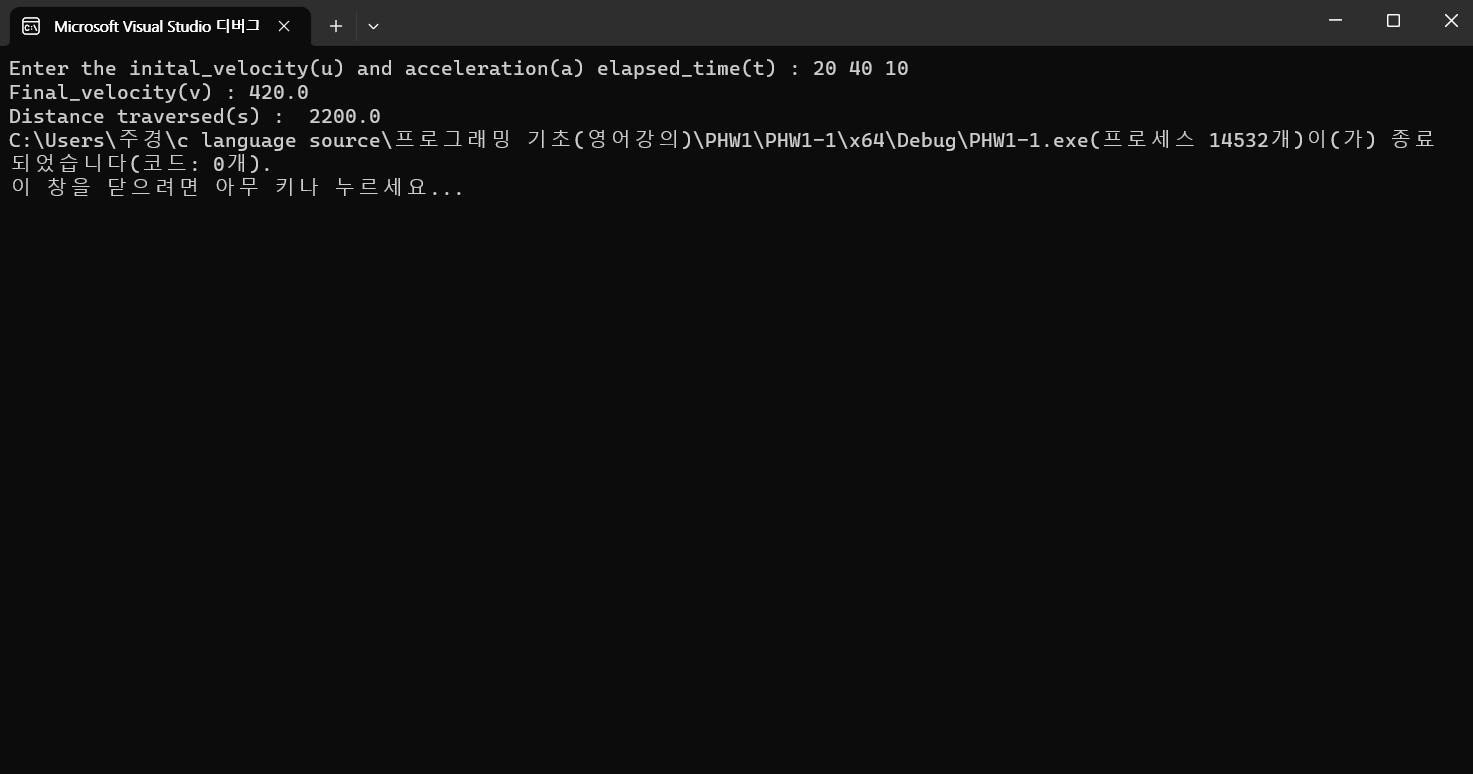 Microsoft Visual Studio 디버그
Enter the inital_velocity(u) and acceleration(a) elapsed_time(t) : 20 40 10
Final_velocity(v) : 420.0
Distance traversed(s) :  2200.0
C:\Users\주경\c language source\프로그래밍 기초(영어강의)\PHW1\PHW1-1\x64\Debug\PHW1-1.exe(프로세스 14532개)이(가) 종료
되었습니다(코드: 0개).
이 창을 닫으려면 아무 키나 누르세요...